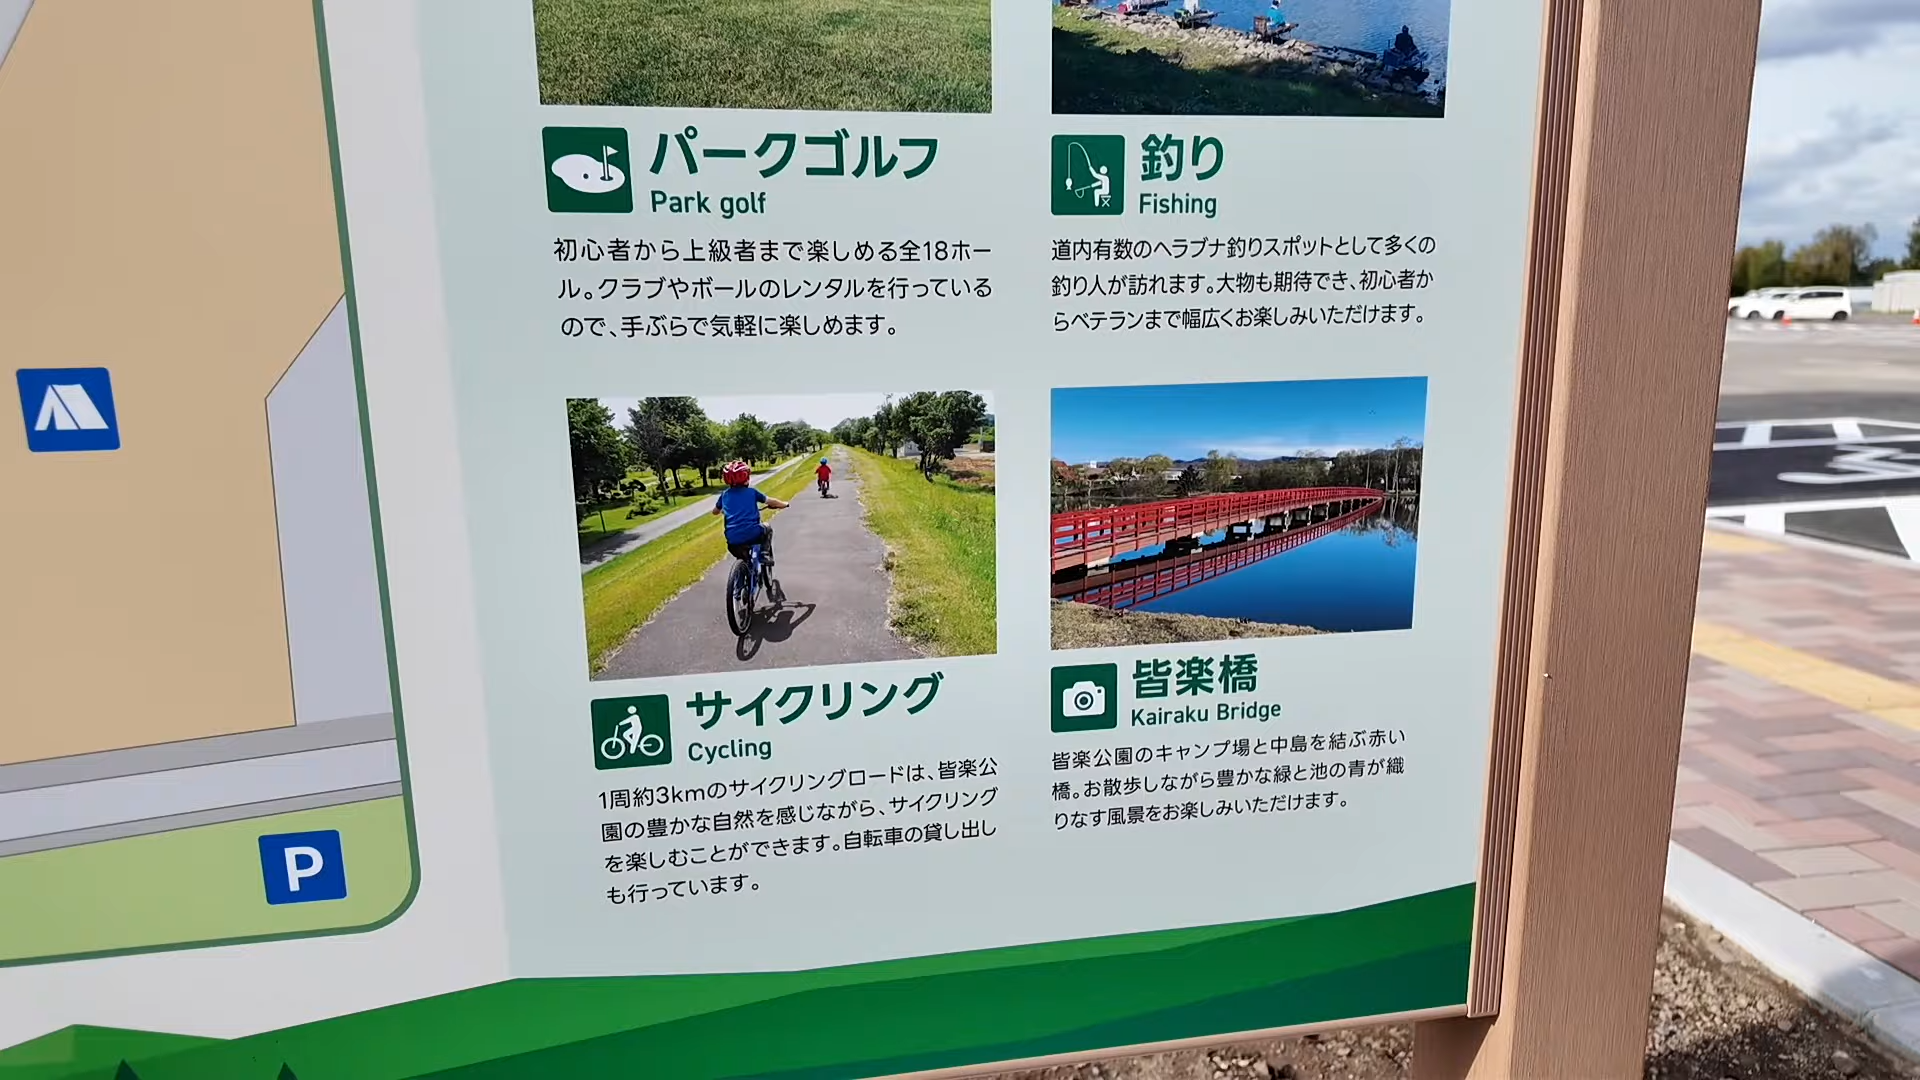 パークゴルフ
Park golf
初心者から上級者まで楽しめる全18ホー
ル。クラブやボールのレンタルを行っている
ので、手ぶらで気軽に楽しめます。
釣り
Fishing
道内有数のヘラブナ釣りスポットとして多くの
釣り人が訪れます。大物も期待でき、初心者か
らベテランまで幅広くお楽しみいただけます。
サイクリング
Cycling
1周約3kmのサイクリングロードは、皆楽公
園の豊かな自然を感じながら、サイクリング
を楽しむことができます。自転車の貸し出し
も行っています。
皆楽橋
Kairaku Bridge
皆楽公園のキャンプ場と中島を結ぶ赤い
橋。お散歩しながら豊かな緑と池の青が織
りなす風景をお楽しみいただけます。
P